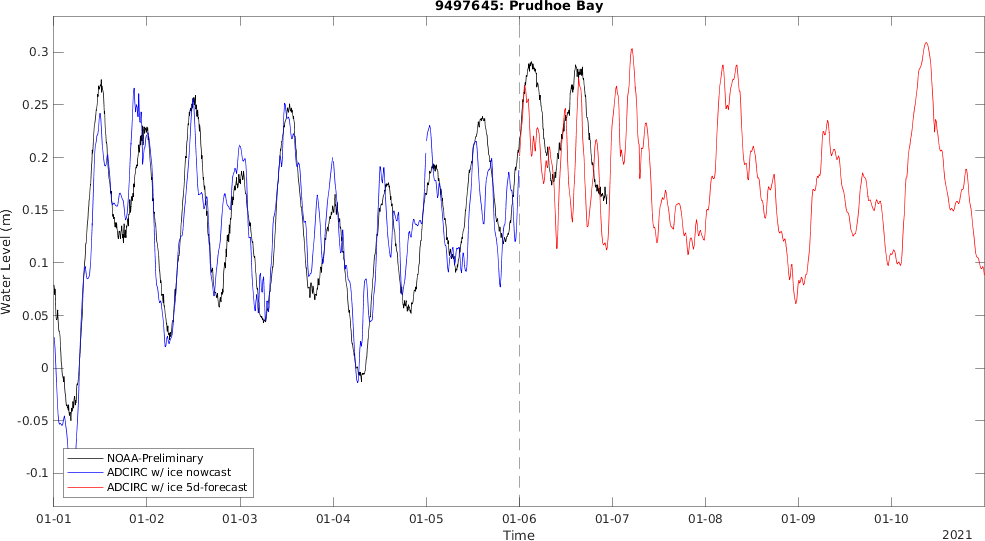 9497645: Prudhoe Bay
Water Level (m)
0.3
0.25
0.2
0.15
0.1
0.05
0
-0.05
-0.1
NOAA-Preliminary
ADCIRC w/ ice nowcast
ADCIRC w/ ice 5d-forecast
01-01 01-02 01-03 01-04 01-05 01-06 01-07 01-08 01-09 01-10
Time
2021